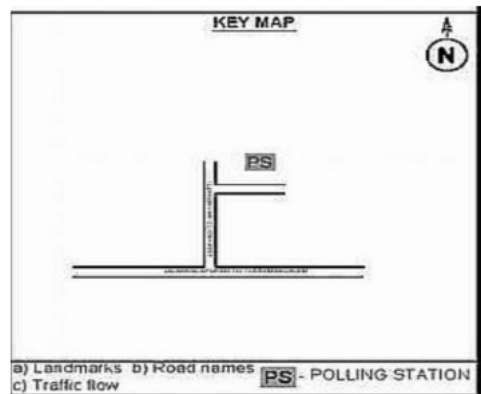 KEY MAP
N
PS
a) Landmarks b) Road names
c) Traffic flow
PS - POLLING STATION